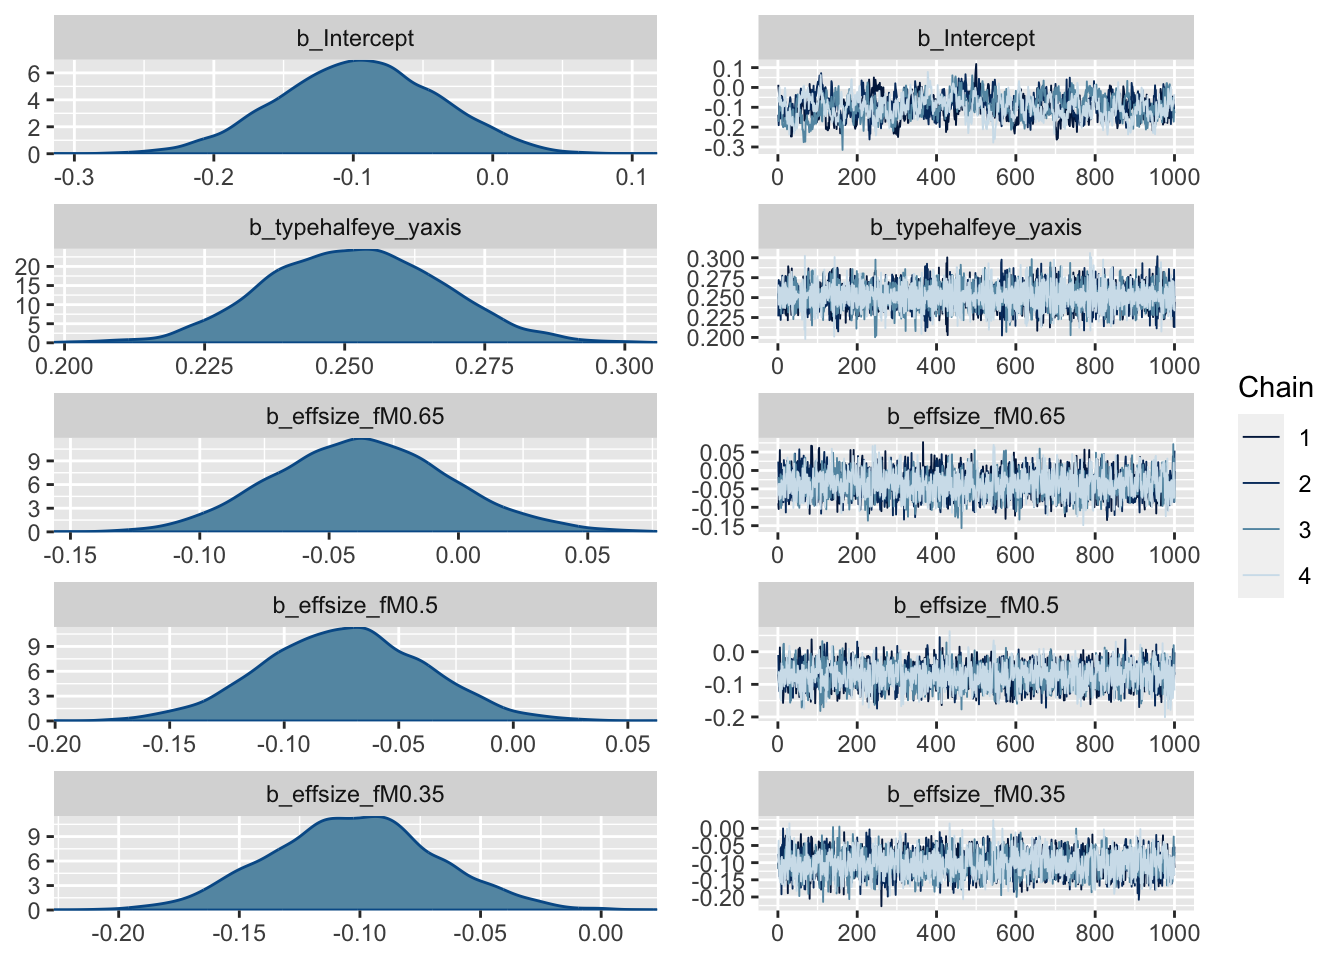 b_Intercept
6
4
2
0
-0.3 -0.2 -0.1 0.0 0.1
b_Intercept
0.1
0.0
-0.1
-0.2
-0.3
0 200 400 600 800 1000
b_typehalfeye_yaxis
20
15
10
5
0
0.200 0.225 0.250 0.275 0.300
b_typehalfeye_yaxis
0.300
0.275
0.250
0.225
0.200
0 200 400 600 800 1000
b_effsize_fM0.65
9
6
3
0
-0.15 -0.10 -0.05 0.00 0.05
b_effsize_fM0.65
0.05
0.00
-0.05
-0.10
-0.15
0 200 400 600 800 1000
b_effsize_fM0.5
9
6
3
0
-0.20 -0.15 -0.10 -0.05 0.00 0.05
b_effsize_fM0.5
0.0
-0.1
-0.2
0 200 400 600 800 1000
b_effsize_fM0.35
9
6
3
0
-0.20 -0.15 -0.10 -0.05 0.00
b_effsize_fM0.35
0.00
-0.05
-0.10
-0.15
-0.20
0 200 400 600 800 1000
Chain
1
2
3
4